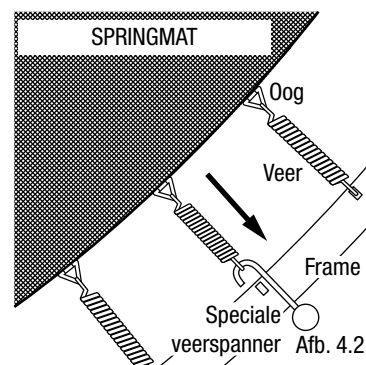 SPRINGMAT
Oog
Veer
Frame
Speciale
veerspanner
Afb. 4.2